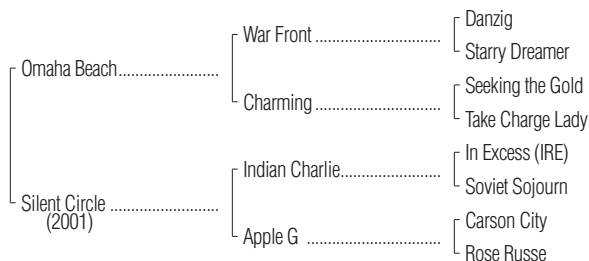 Danzig
War Front ........................................
Starry Dreamer
Omaha Beach............................
Seeking the Gold
Charming ........................................
Take Charge Lady
In Excess (IRE)
Indian Charlie................................
Soviet Sojourn
Silent Circle ..............................
(2001)
Carson City
Apple G ..........................................
Rose Russe